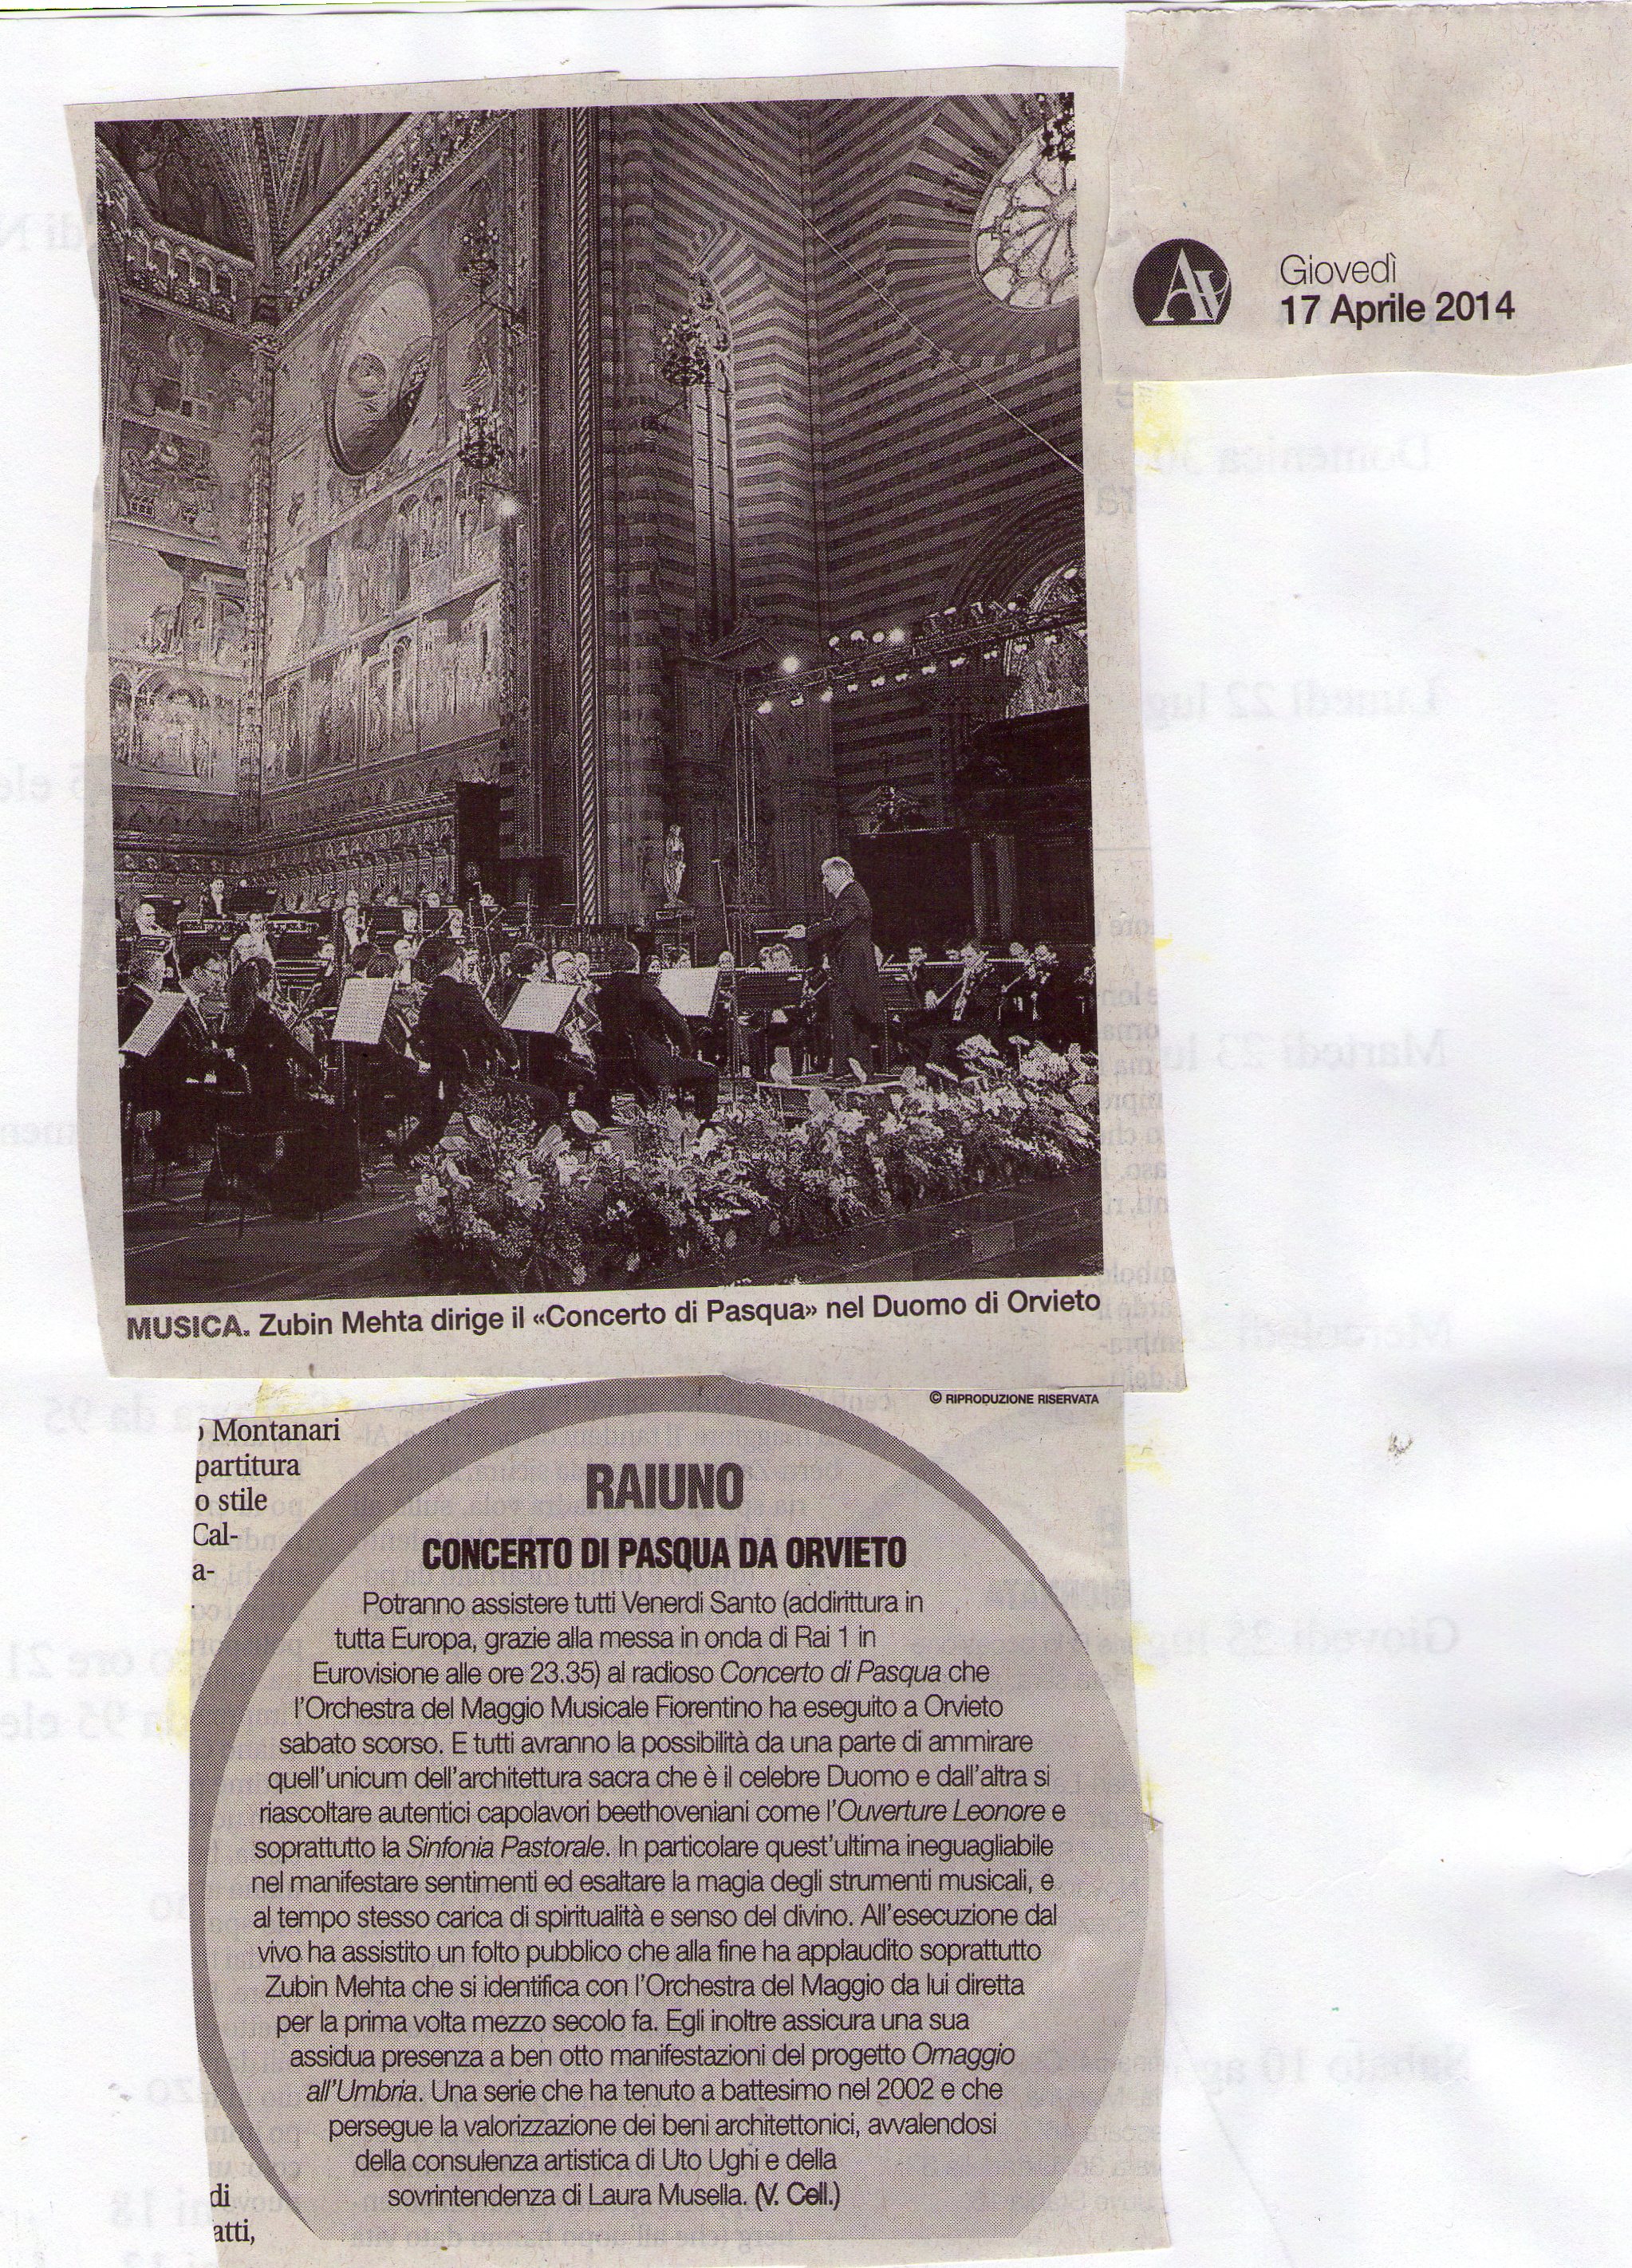 Av
Giovedì
17 Aprile 2014
MUSICA. Zubin Mehta dirige il «Concerto di Pasqua» nel Duomo di Orvieto
© RIPRODUZIONE RISERVATA
Montanari
partitura
o stile
Cal-
a-
RAIUNO
CONCERTO DI PASQUA DA ORVIETO
Potranno assistere tutti Venerdì Santo (addirittura in
tutta Europa, grazie alla messa in onda di Rai 1 in
Eurovisione alle ore 23.35) al radioso Concerto di Pasqua che
l'Orchestra del Maggio Musicale Fiorentino ha eseguito a Orvieto
sabato scorso. E tutti avranno la possibilità da una parte di ammirare
quell'unicum dell'architettura sacra che è il celebre Duomo e dall'altra si
riascoltare autentici capolavori beethoveniani come l'Ouverture Leonore e
soprattutto la Sinfonia Pastorale. In particolare quest'ultima ineguagliabile
nel manifestare sentimenti ed esaltare la magia degli strumenti musicali, e
al tempo stesso carica di spiritualità e senso del divino. All'esecuzione dal
vivo ha assistito un folto pubblico che alla fine ha applaudito soprattutto
Zubin Mehta che si identifica con l'Orchestra del Maggio da lui diretta
per la prima volta mezzo secolo fa. Egli inoltre assicura una sua
assidua presenza a ben otto manifestazioni del progetto Omaggio
all'Umbria. Una serie che ha tenuto a battesimo nel 2002 e che
persegue la valorizzazione dei beni architettonici, avvalendosi
della consulenza artistica di Uto Ughi e della
sovrintendenza di Laura Musella. (V. Cell.)
di
atti,